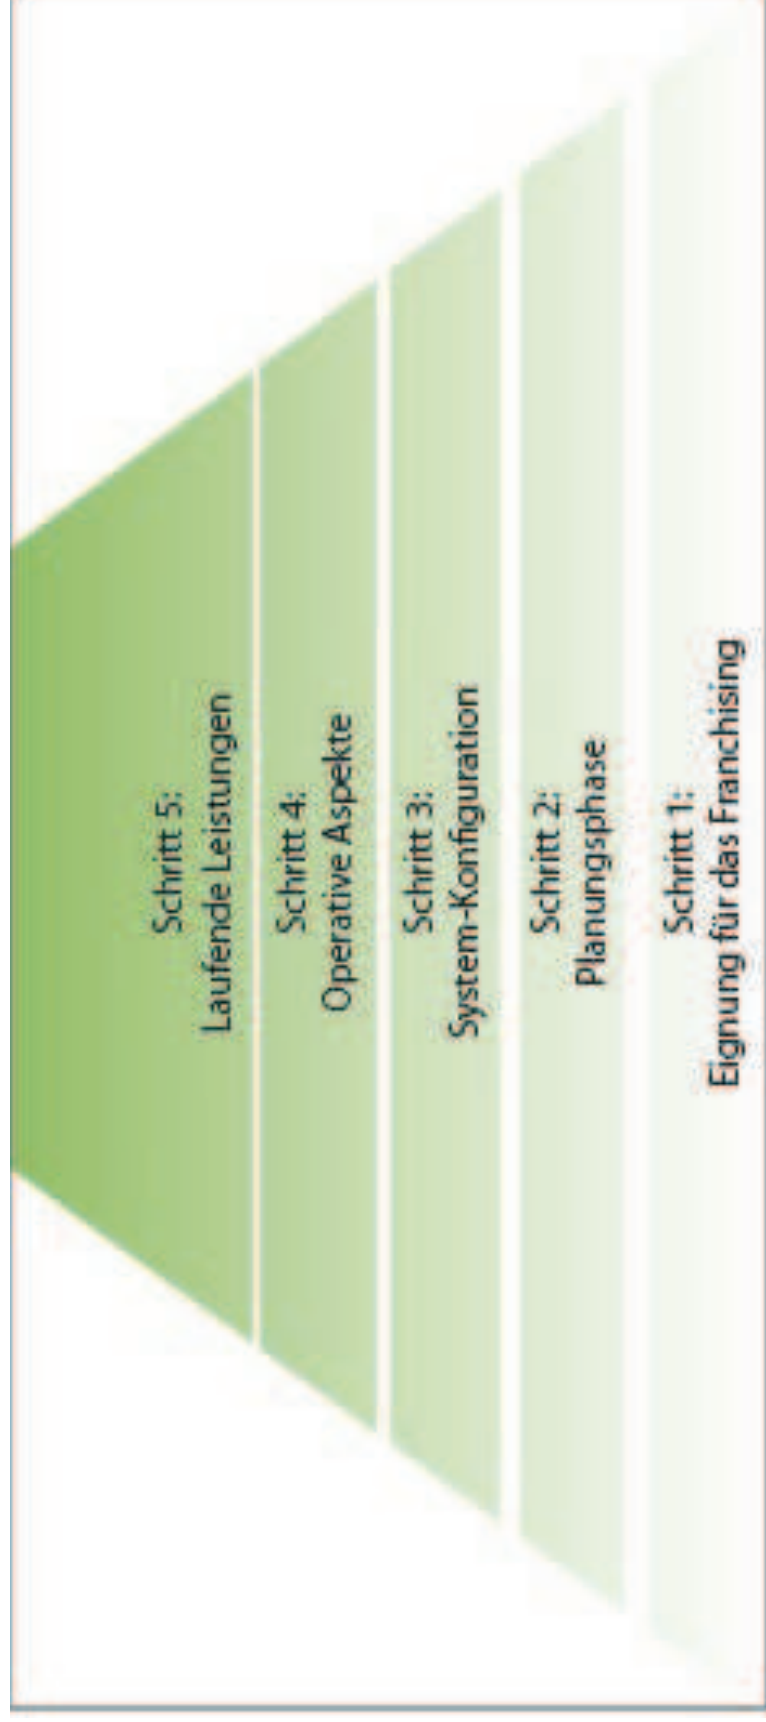 Schritt 5:
Laufende Leistungen
Schritt 4:
Operative Aspekte
Schritt 3:
System-Konfiguration
Schritt 2:
Planungsphase
Schritt 1:
Eignung für das Franchising